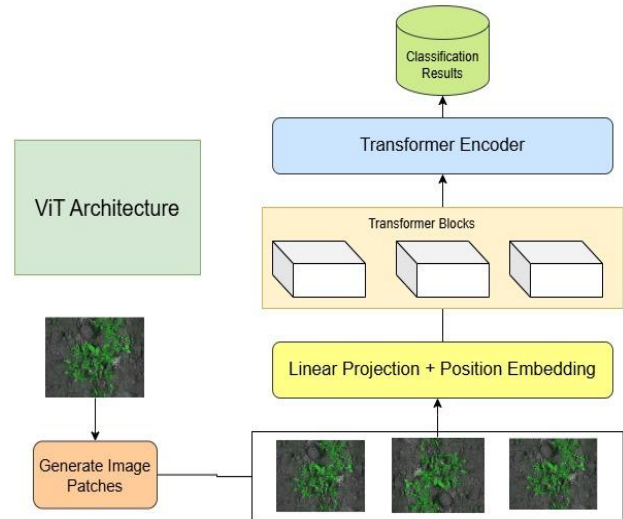 Classification
Results
Transformer Encoder
ViT Architecture
Transformer Blocks
Linear Projection + Position Embedding
Generate Image
Patches